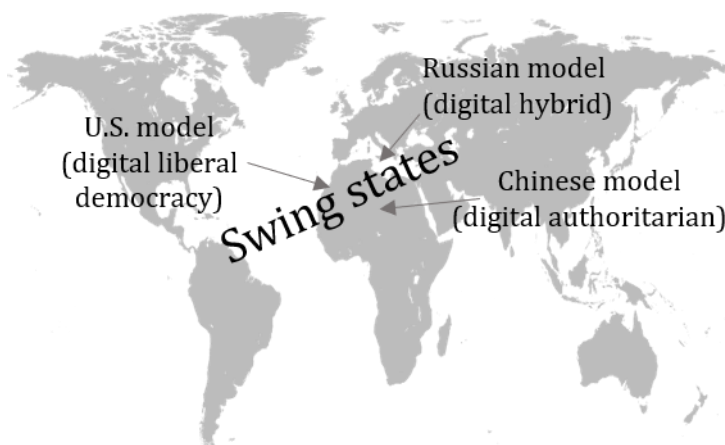 Russian model
(digital hybrid)
U.S. model
(digital liberal
democracy)
Swing states
Chinese model
(digital authoritarian)